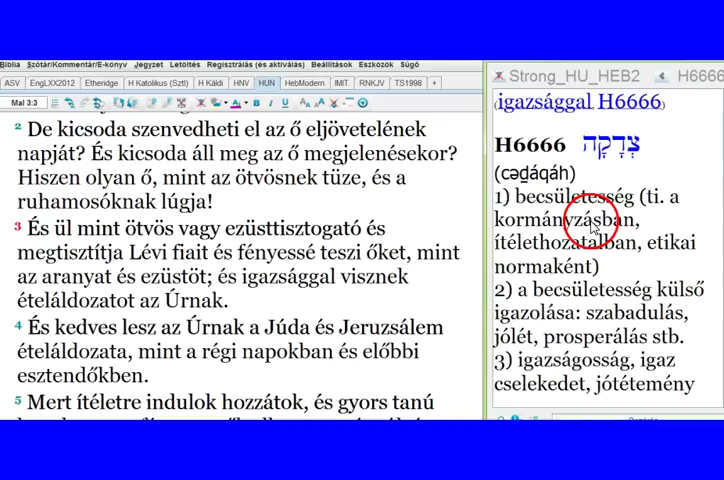 Biblia Szótár/Kommentár/E-könyv Jegyzet Letöltés Regisztrálás (és aktiválás) Beállítások Eszközök Súgó
ASV EngLXX2012 Etheridge H Katolikus (Sztl) H Káldi HNV HUN HebModern IMIT RNKJV TS1998 +
Mal 3:3
2 De kicsoda szenvedheti el az ő eljövetelének
napját? És kicsoda áll meg az ő megjelenésekor?
Hiszen olyan ő, mint az ötvösnek tüze, és a
ruhamosóknak lúgja!
3 És ül mint ötvös vagy ezüsttisztogató és
megtisztítja Lévi fiait és fényessé teszi őket, mint
az aranyat és ezüstöt; és igazsággal visznek
ételáldozatot az Úrnak.
4 És kedves lesz az Úrnak a Júda és Jeruzsálem
ételáldozata, mint a régi napokban és előbbi
esztendőkben.
5 Mert ítéletre indulok hozzátok, és gyors tanú
Strong_HU_HEB2 H6666
(igazsággal H6666)
H6666 צְדָקָה
(cəḏáqáh)
1) becsületesség (ti. a
kormányzásban,
ítélethozatalban, etikai
normaként)
2) a becsületesség külső
igazolása: szabadulás,
jólét, prosperálás stb.
3) igazságosság, igaz
cselekedet, jótétemény